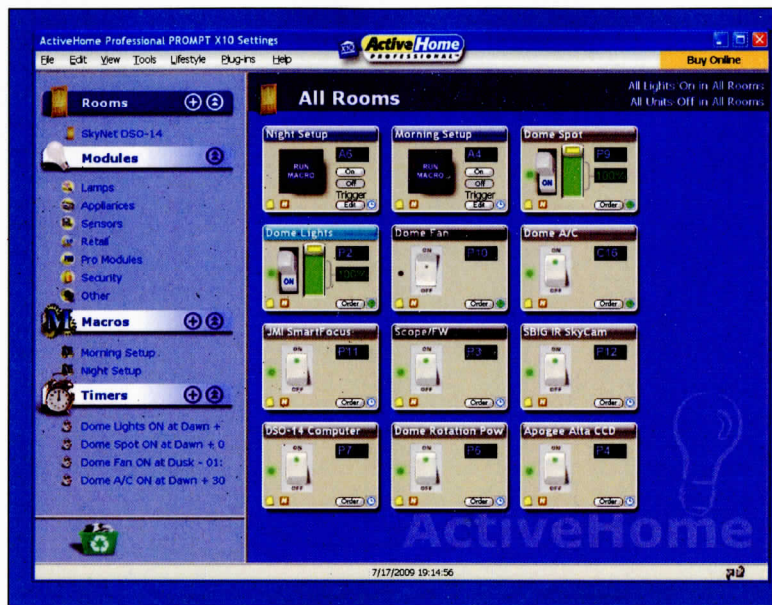 ActiveHome Professional PROMPT X10 Settings
X10
ActiveHome
PROFESSIONAL
File Edit View Tools Lifestyle Plug-ins Help
Buy Online
Rooms
SkyNet DSO-14
Modules
Lamps
Appliances
Sensors
Retail
Pro Modules
Security
Other
Macros
Morning Setup
Night Setup
Timers
Dome Lights ON at Dawn +
Dome Spot ON at Dawn + 0
Dome Fan ON at Dusk - 01:
Dome A/C ON at Dawn + 30
All Rooms
All Lights On in All Rooms
All Units Off in All Rooms
Night Setup
RUN MACRO
A6
On
Off
Trigger
Edit
Morning Setup
RUN MACRO
A4
On
Off
Trigger
Edit
Dome Spot
ON
P9
100%
Order
Dome Lights
ON
P2
100%
Order
Dome Fan
ON
OFF
P10
Order
Dome A/C
ON
OFF
C16
Order
JMI SmartFocus
ON
OFF
P11
Order
Scope/FW
ON
OFF
P3
Order
SBIG IR SkyCam
ON
OFF
P12
Order
DSO-14 Computer
ON
OFF
P7
Order
Dome Rotation Pow
ON
OFF
Order
Apogee Alta CCD
ON
OFF
P4
Order
ActiveHome
7/17/2009 19:14:56